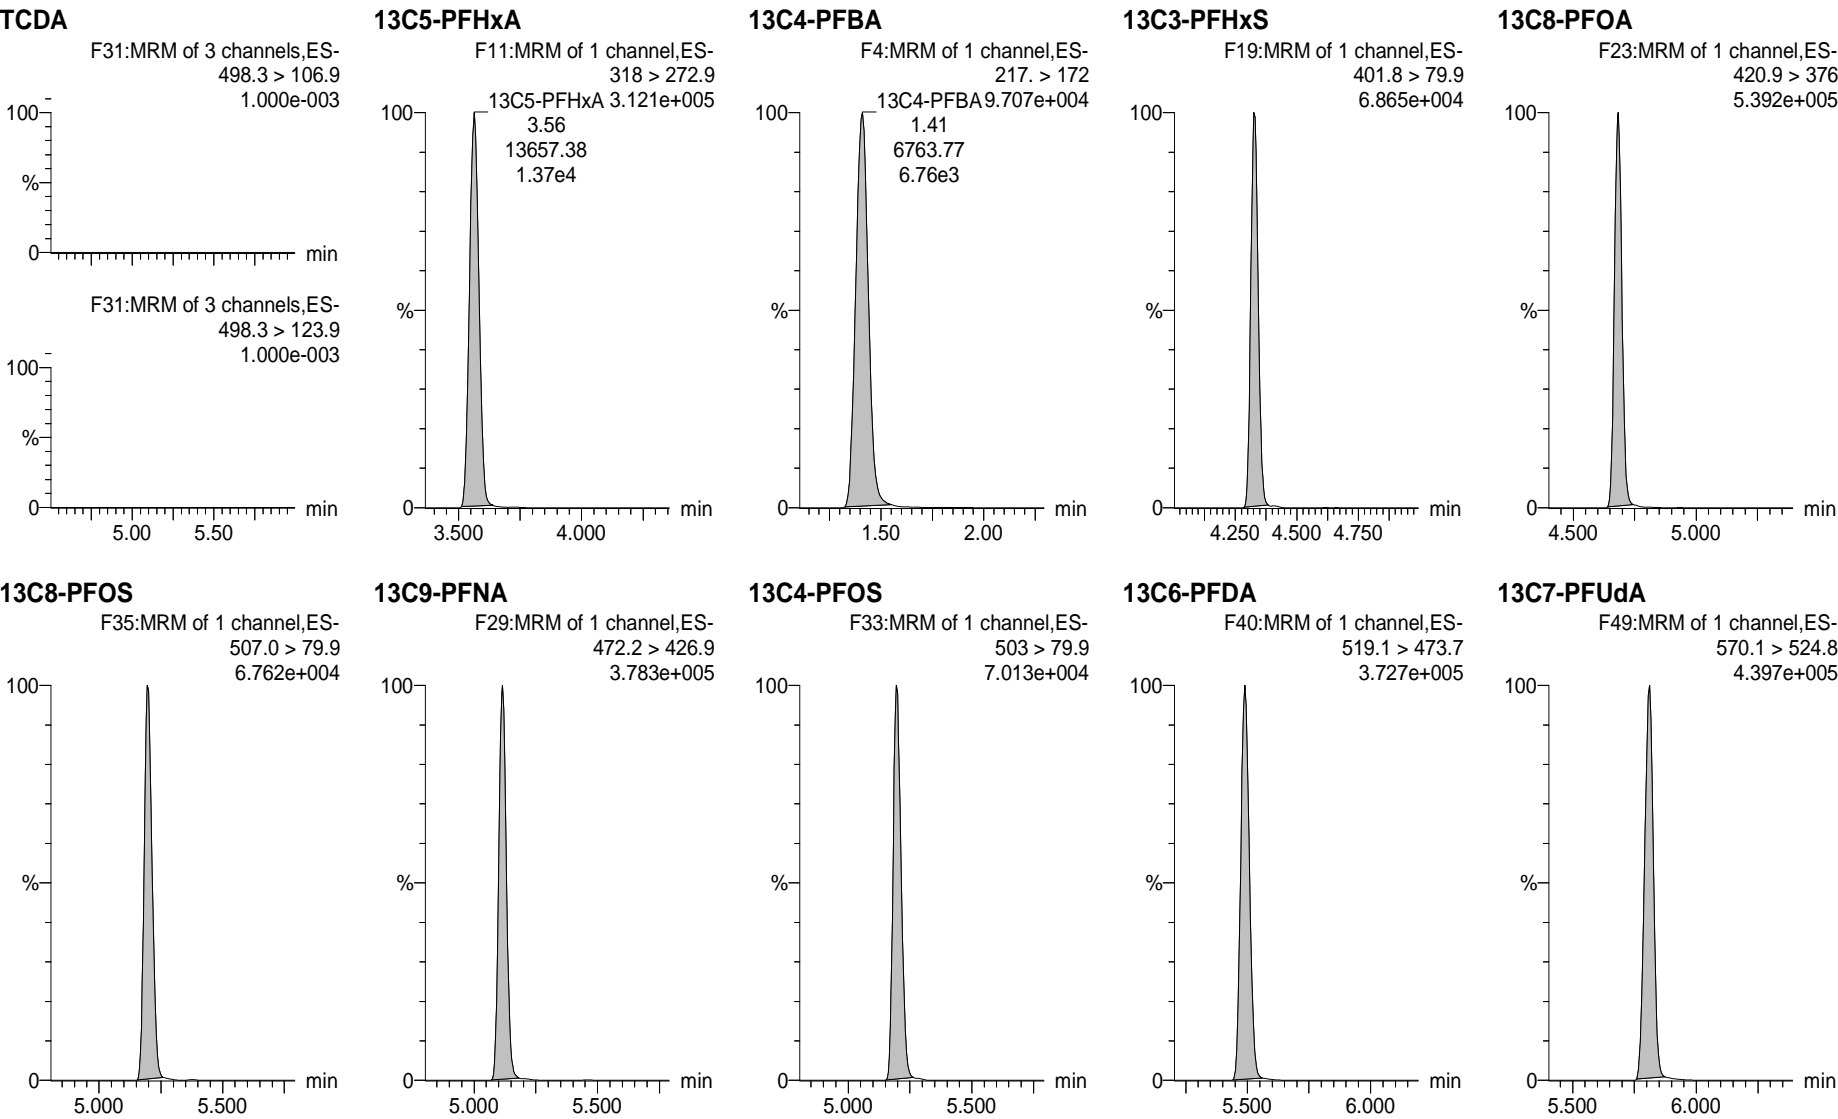 TCDA
F31:MRM of 3 channels,ES-
498.3 > 106.9
1.000e-003
100
%
0
min
F31:MRM of 3 channels,ES-
498.3 > 123.9
1.000e-003
100
%
0
min
5.00 5.50
13C5-PFHxA
F11:MRM of 1 channel,ES-
318 > 272.9
13C5-PFHxA 3.121e+005
3.56
13657.38
1.37e4
100
%
0
min
3.500 4.000
13C4-PFBA
F4:MRM of 1 channel,ES-
217. > 172
13C4-PFBA 9.707e+004
1.41
6763.77
6.76e3
100
%
0
min
1.50 2.00
13C3-PFHxS
F19:MRM of 1 channel,ES-
401.8 > 79.9
6.865e+004
100
%
0
min
4.250 4.500 4.750
13C8-PFOA
F23:MRM of 1 channel,ES-
420.9 > 376
5.392e+005
100
%
0
min
4.500 5.000
13C8-PFOS
F35:MRM of 1 channel,ES-
507.0 > 79.9
6.762e+004
100
%
0
min
5.000 5.500
13C9-PFNA
F29:MRM of 1 channel,ES-
472.2 > 426.9
3.783e+005
100
%
0
min
5.000 5.500
13C4-PFOS
F33:MRM of 1 channel,ES-
503 > 79.9
7.013e+004
100
%
0
min
5.000 5.500
13C6-PFDA
F40:MRM of 1 channel,ES-
519.1 > 473.7
3.727e+005
100
%
0
min
5.500 6.000
13C7-PFUdA
F49:MRM of 1 channel,ES-
570.1 > 524.8
4.397e+005
100
%
0
min
5.500 6.000